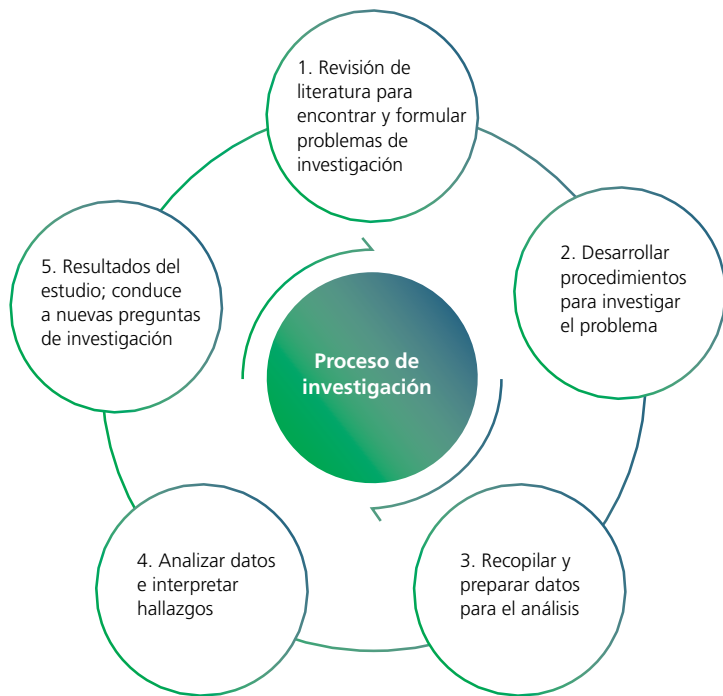 1. Revisión de
literatura para
encontrar y formular
problemas de
investigación
2. Desarrollar
procedimientos
para investigar
el problema
3. Recopilar y
preparar datos
para el análisis
4. Analizar datos
e interpretar
hallazgos
5. Resultados del
estudio; conduce
a nuevas preguntas
de investigación
Proceso de
investigación